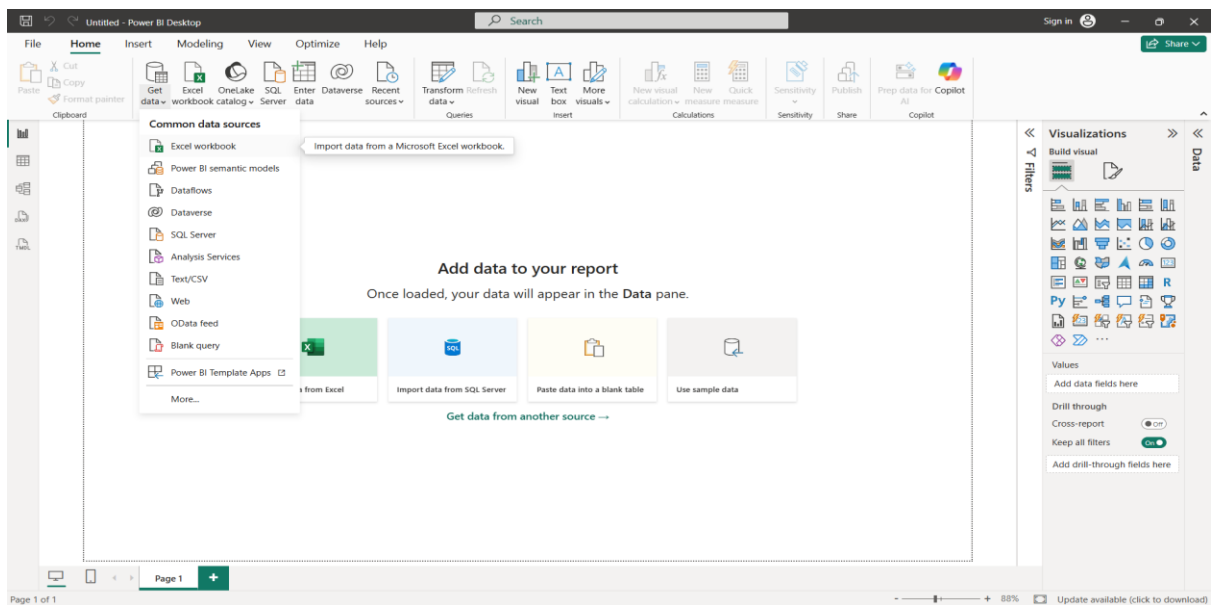 Untitled - Power BI Desktop
Search
Sign in
File Home Insert Modeling View Optimize Help
Share
Paste
Cut
Copy
Format painter
Clipboard
Get data
Excel workbook
OneLake catalog
SQL Server
Enter data
Dataverse
Recent sources
Transform data
Refresh
Queries
New visual
Text box
More visuals
Insert
New visual calculation
New measure
Quick measure
Calculations
Sensitivity
Sensitivity
Publish
Share
Prep data for AI
Copilot
Copilot
Common data sources
Excel workbook
Import data from a Microsoft Excel workbook.
Power BI semantic models
Dataflows
Dataverse
SQL Server
Analysis Services
Text/CSV
Web
OData feed
Blank query
Power BI Template Apps
More...
Add data to your report
Once loaded, your data will appear in the Data pane.
from Excel
Import data from SQL Server
SQL
Paste data into a blank table
Use sample data
Get data from another source →
Filters
Visualizations
Build visual
123
R
Py
...
Values
Add data fields here
Drill through
Cross-report
Off
Keep all filters
On
Add drill-through fields here
Data
DAX
TMDL
Page 1
+
Page 1 of 1
- + 88%
Update available (click to download)